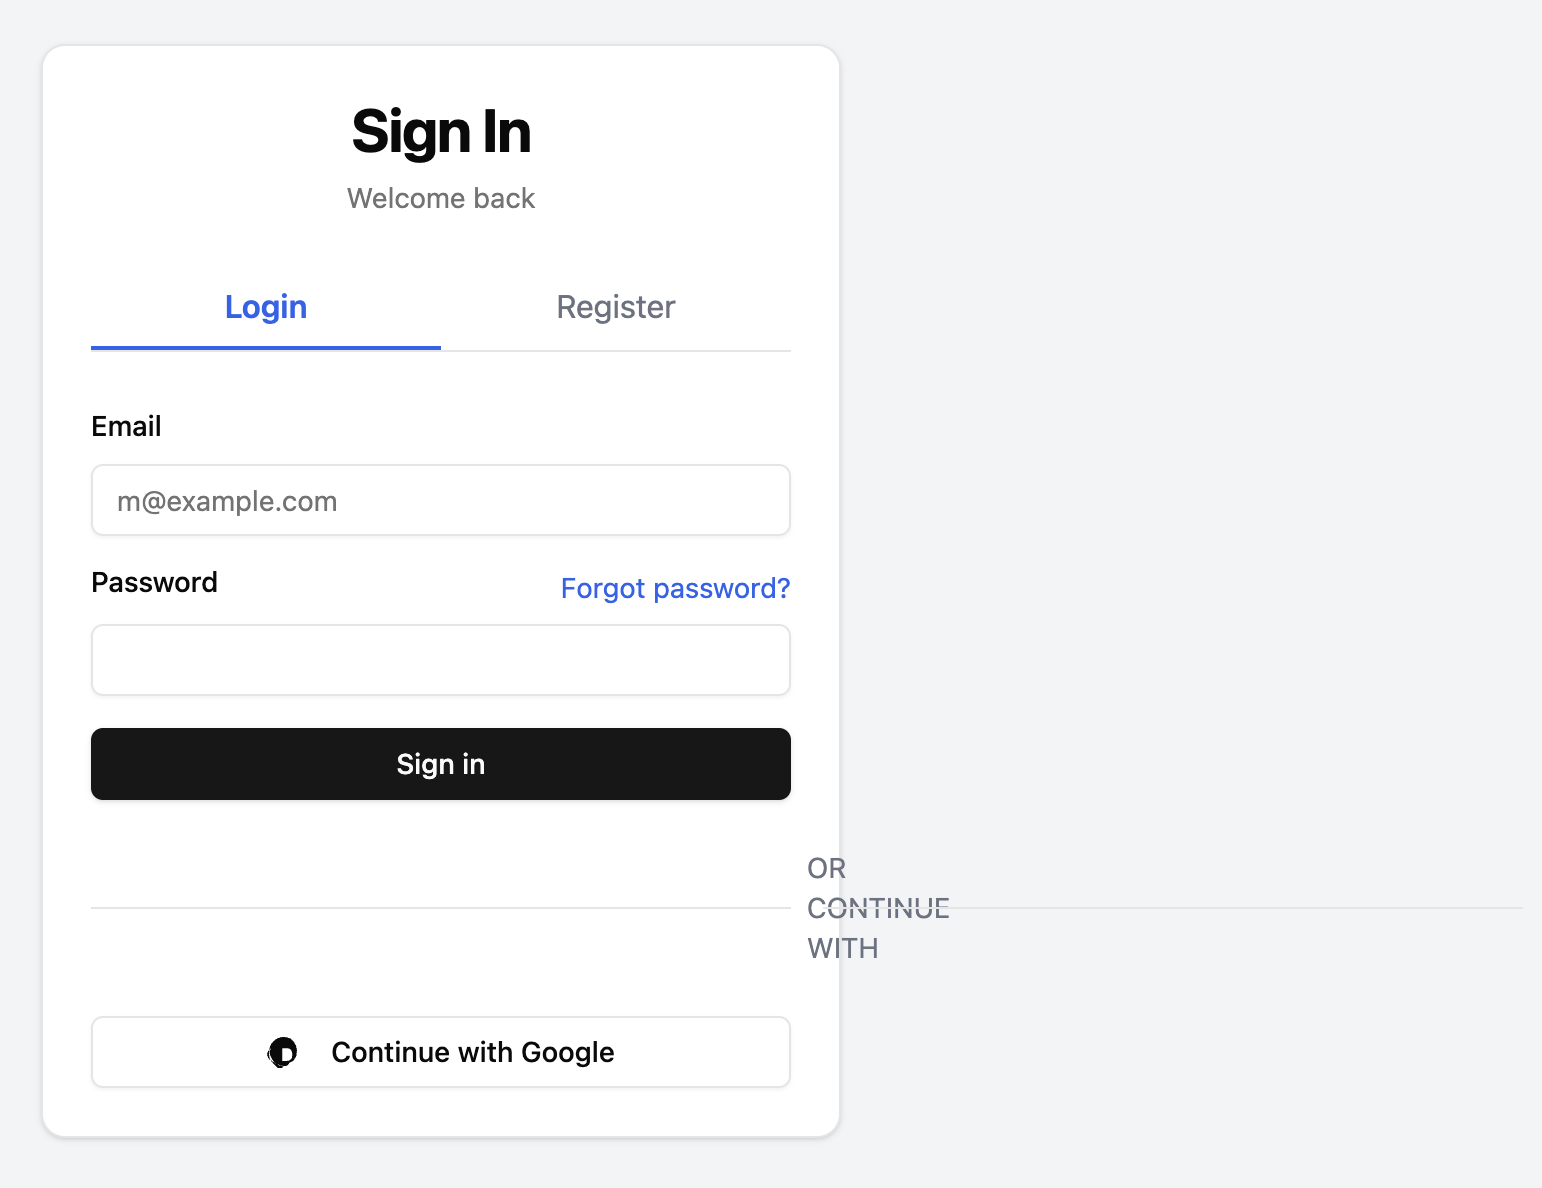 Sign In
Welcome back
Login
Register
Email
m@example.com
Password
Forgot password?
Sign in
OR
CONTINUE
WITH
Continue with Google